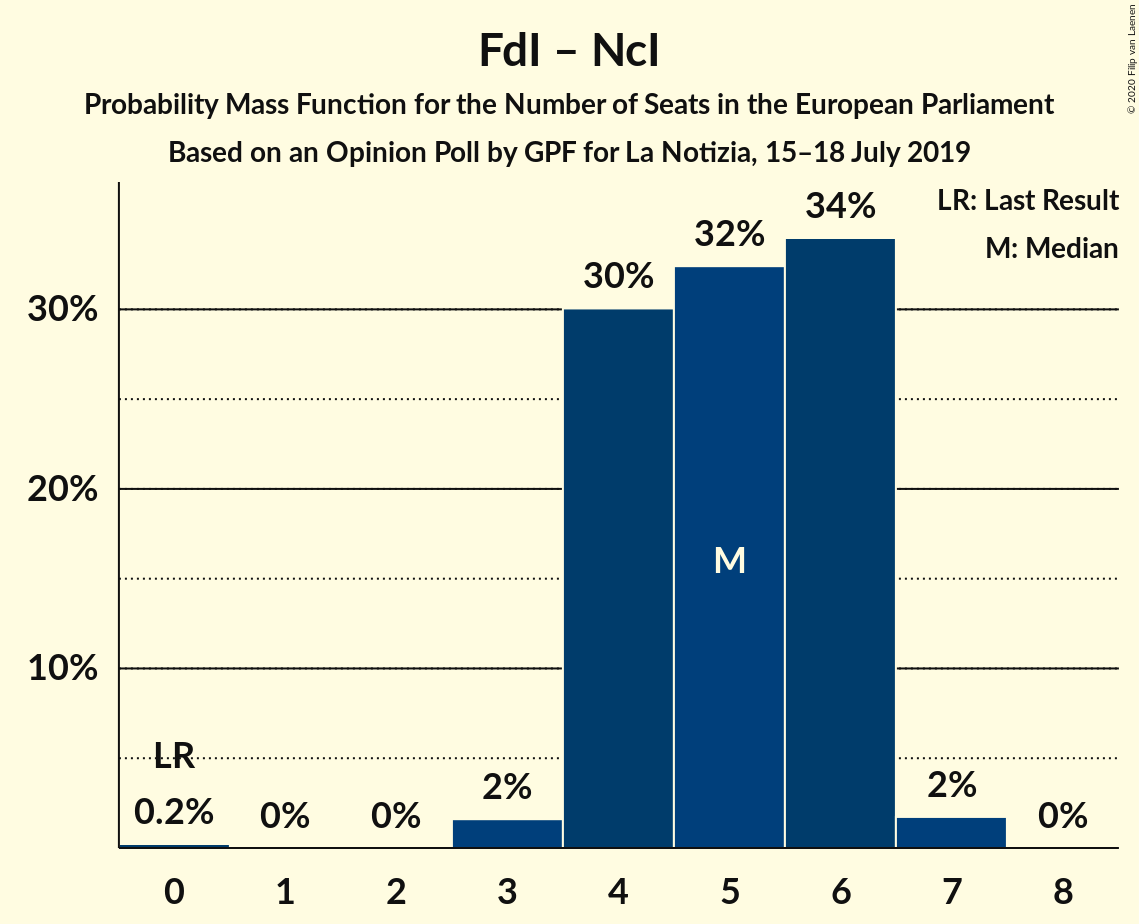 FdI – NcI
Probability Mass Function for the Number of Seats in the European Parliament
Based on an Opinion Poll by GPF for La Notizia, 15–18 July 2019
© 2020 Filip van Laenen
LR: Last Result
M: Median
34%
32%
30%
30%
20%
M
10%
LR
0.2%
0%
0%
2%
2%
0%
0 1 2 3 4 5 6 7 8